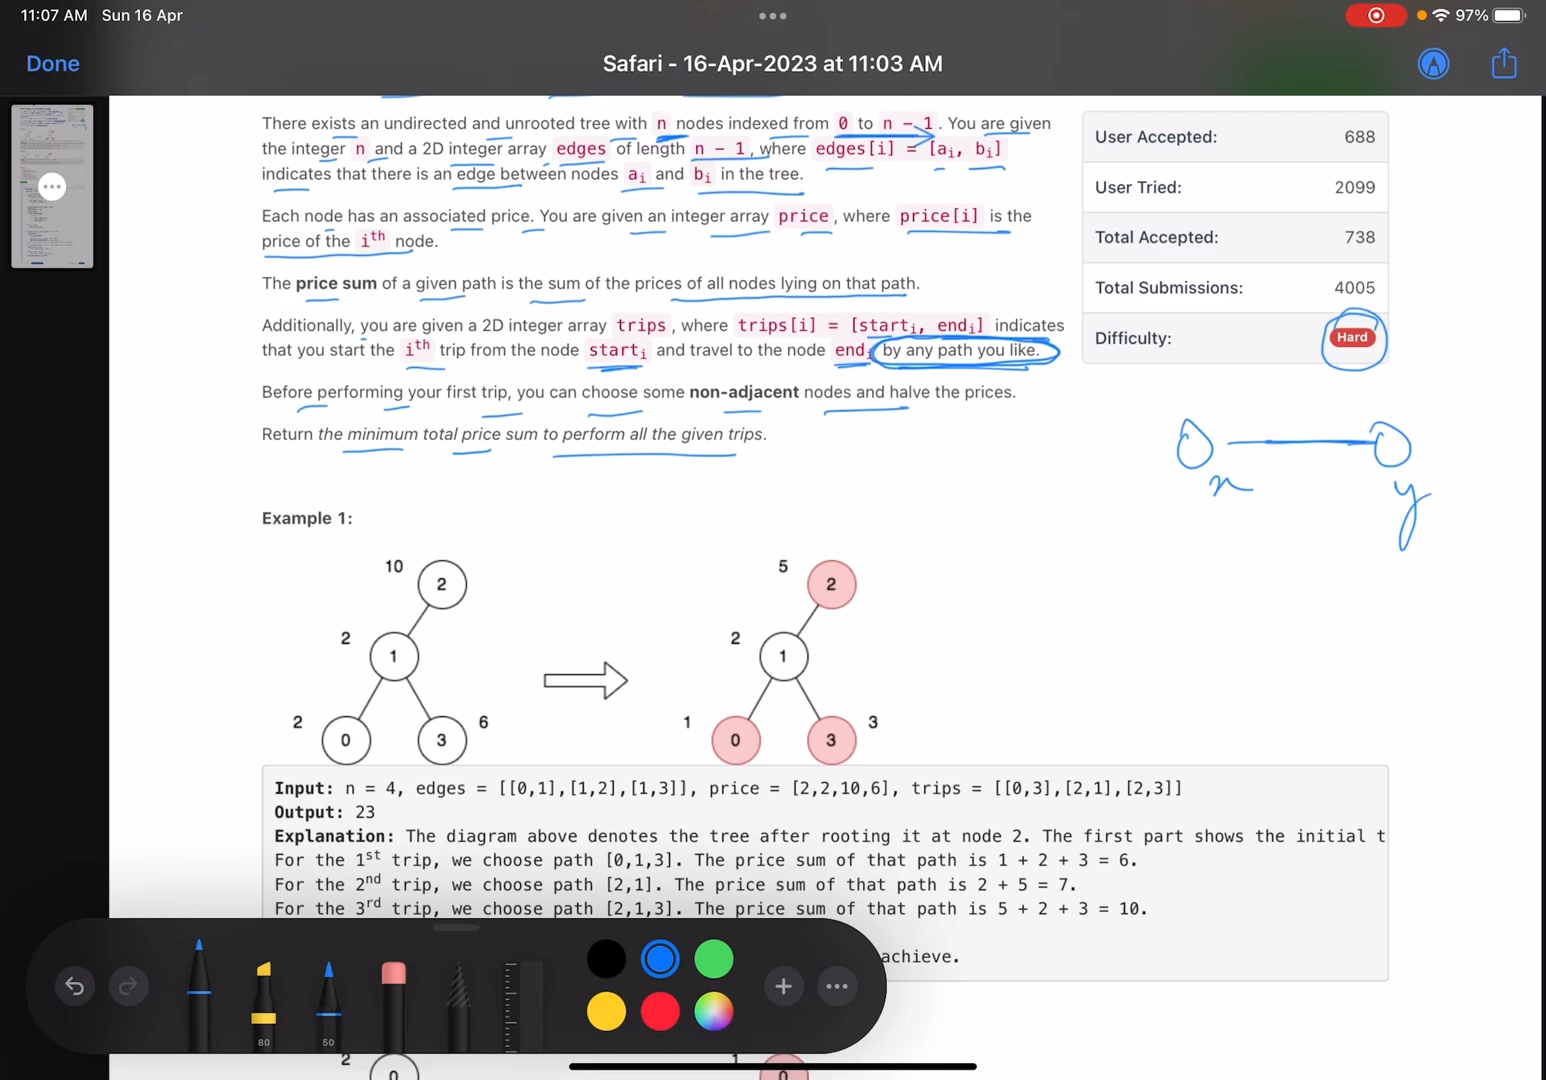 11:07 AM Sun 16 Apr
97%
Done
Safari - 16-Apr-2023 at 11:03 AM
There exists an undirected and unrooted tree with n nodes indexed from 0 to n - 1. You are given
the integer n and a 2D integer array edges of length n - 1, where edges[i] = [ai, bi]
indicates that there is an edge between nodes ai and bi in the tree.
Each node has an associated price. You are given an integer array price, where price[i] is the
price of the ith node.
The price sum of a given path is the sum of the prices of all nodes lying on that path.
Additionally, you are given a 2D integer array trips, where trips[i] = [starti, endi] indicates
that you start the ith trip from the node starti and travel to the node endi by any path you like.
Before performing your first trip, you can choose some non-adjacent nodes and halve the prices.
Return the minimum total price sum to perform all the given trips.
User Accepted: 688
User Tried: 2099
Total Accepted: 738
Total Submissions: 4005
Difficulty: Hard
x y
Example 1:
10 2
2 1
2 0 3 6
5 2
2 1
1 0 3 3
Input: n = 4, edges = [[0,1],[1,2],[1,3]], price = [2,2,10,6], trips = [[0,3],[2,1],[2,3]]
Output: 23
Explanation: The diagram above denotes the tree after rooting it at node 2. The first part shows the initial t
For the 1st trip, we choose path [0,1,3]. The price sum of that path is 1 + 2 + 3 = 6.
For the 2nd trip, we choose path [2,1]. The price sum of that path is 2 + 5 = 7.
For the 3rd trip, we choose path [2,1,3]. The price sum of that path is 5 + 2 + 3 = 10.
achieve.
80
50
2
0
1
0